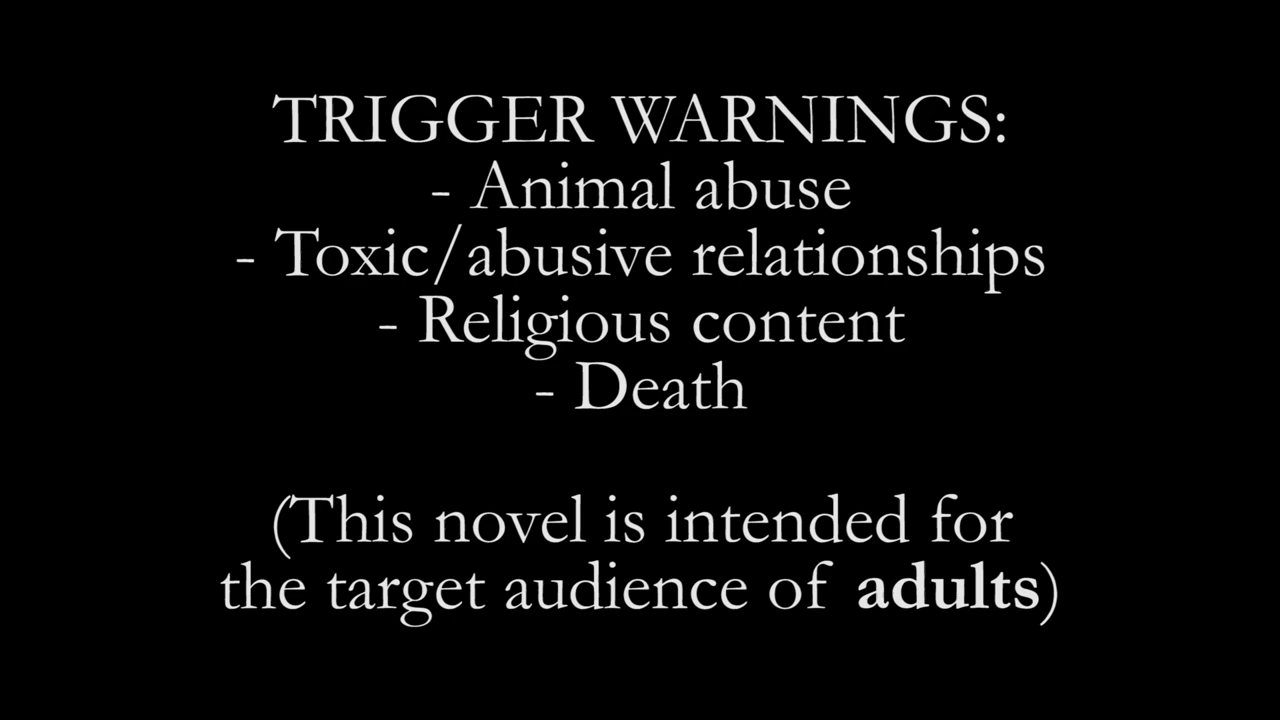 TRIGGER WARNINGS:
- Animal abuse
- Toxic/abusive relationships
- Religious content
- Death
(This novel is intended for
the target audience of adults)